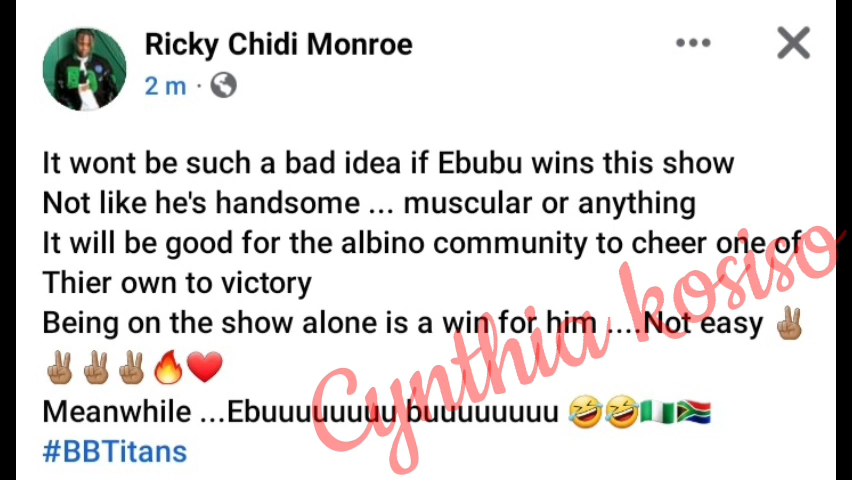 Ricky Chidi Monroe
2 m ·
It wont be such a bad idea if Ebubu wins this show
Not like he's handsome ... muscular or anything
It will be good for the albino community to cheer one of
Thier own to victory
Being on the show alone is a win for him ....Not easy ✌🏽
✌🏽✌🏽✌🏽🔥❤️
Meanwhile ...Ebuuuuuuuu buuuuuuuu 🤣🤣🇳🇬🇿🇦
#BBTitans
Cynthia kosiso